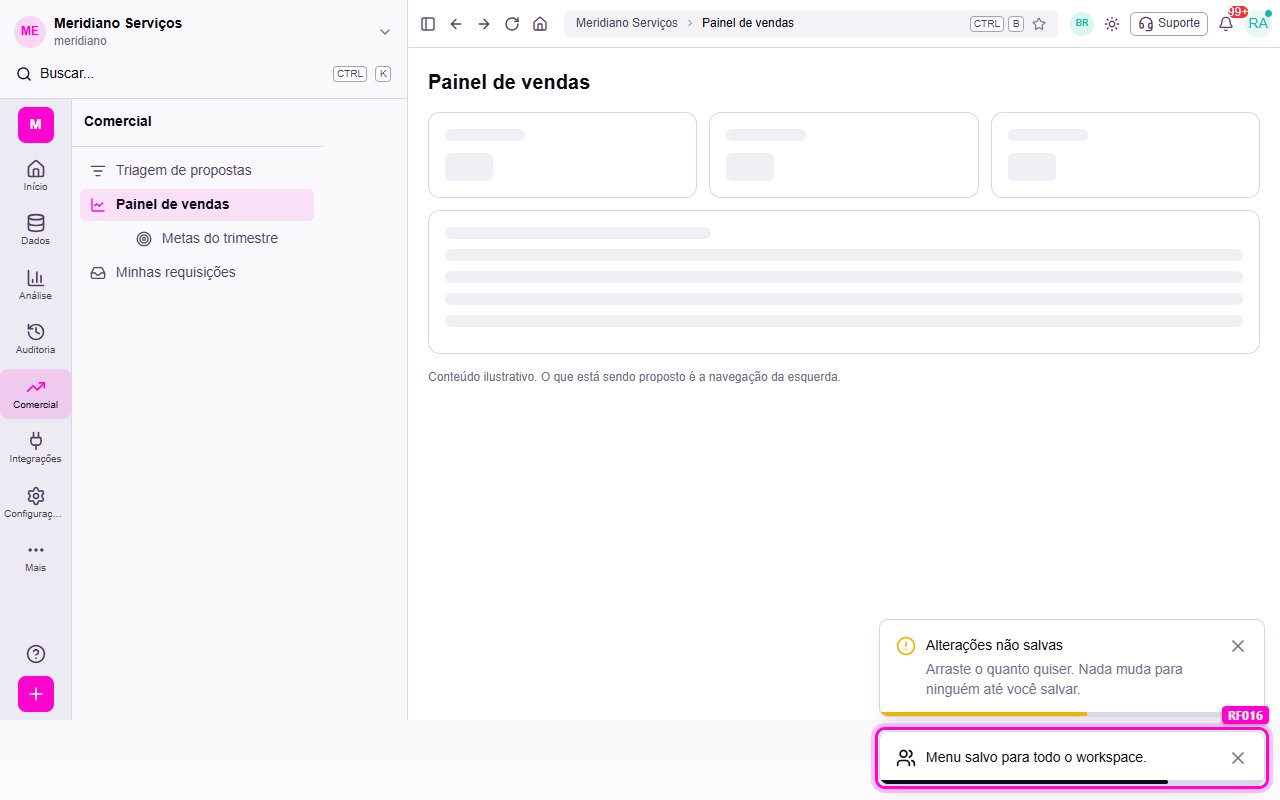 ME
Meridiano Serviços
meridiano
Buscar...
CTRL K
M
Início
Dados
Análise
Auditoria
Comercial
Integrações
Configuraç...
Mais
Comercial
Triagem de propostas
Painel de vendas
Metas do trimestre
Minhas requisições
Meridiano Serviços > Painel de vendas
CTRL B
BR
Suporte
99+
RA
Painel de vendas
Conteúdo ilustrativo. O que está sendo proposto é a navegação da esquerda.
Alterações não salvas
Arraste o quanto quiser. Nada muda para
ninguém até você salvar.
RF016
Menu salvo para todo o workspace.